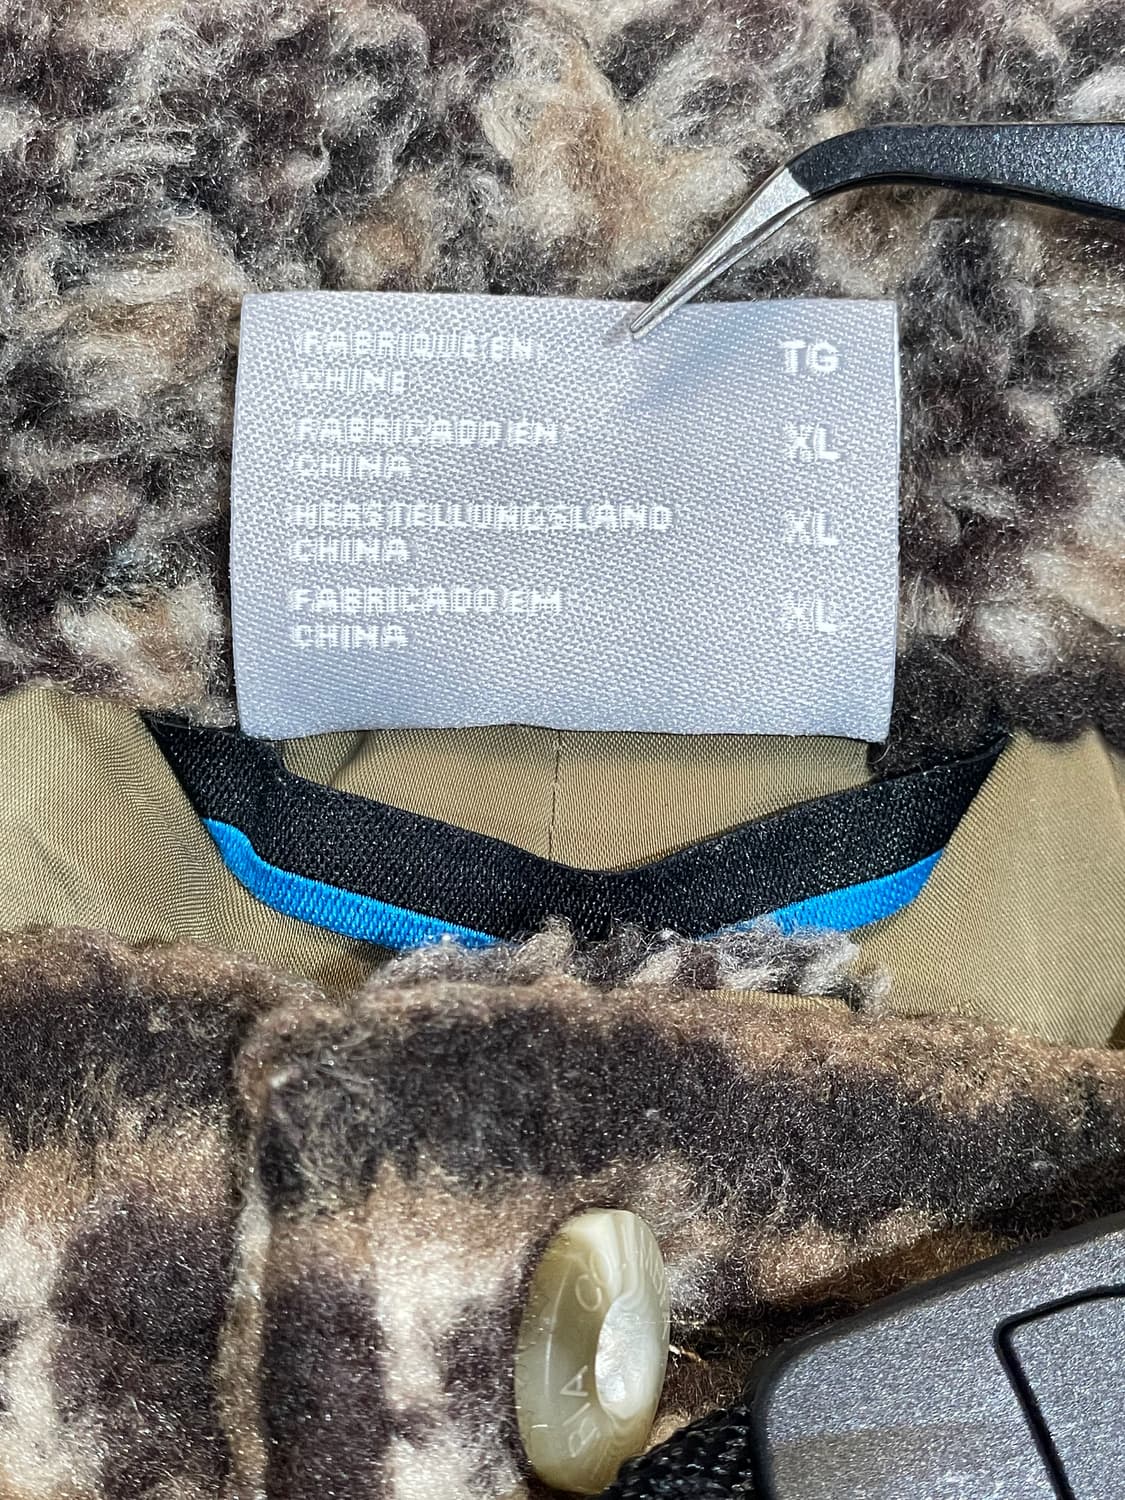 FABRIQUE EN TG
CHINE
FABRICADO EN XL
CHINA
HERSTELLUNGSLAND XL
CHINA
FABRICADO EM XL
CHINA